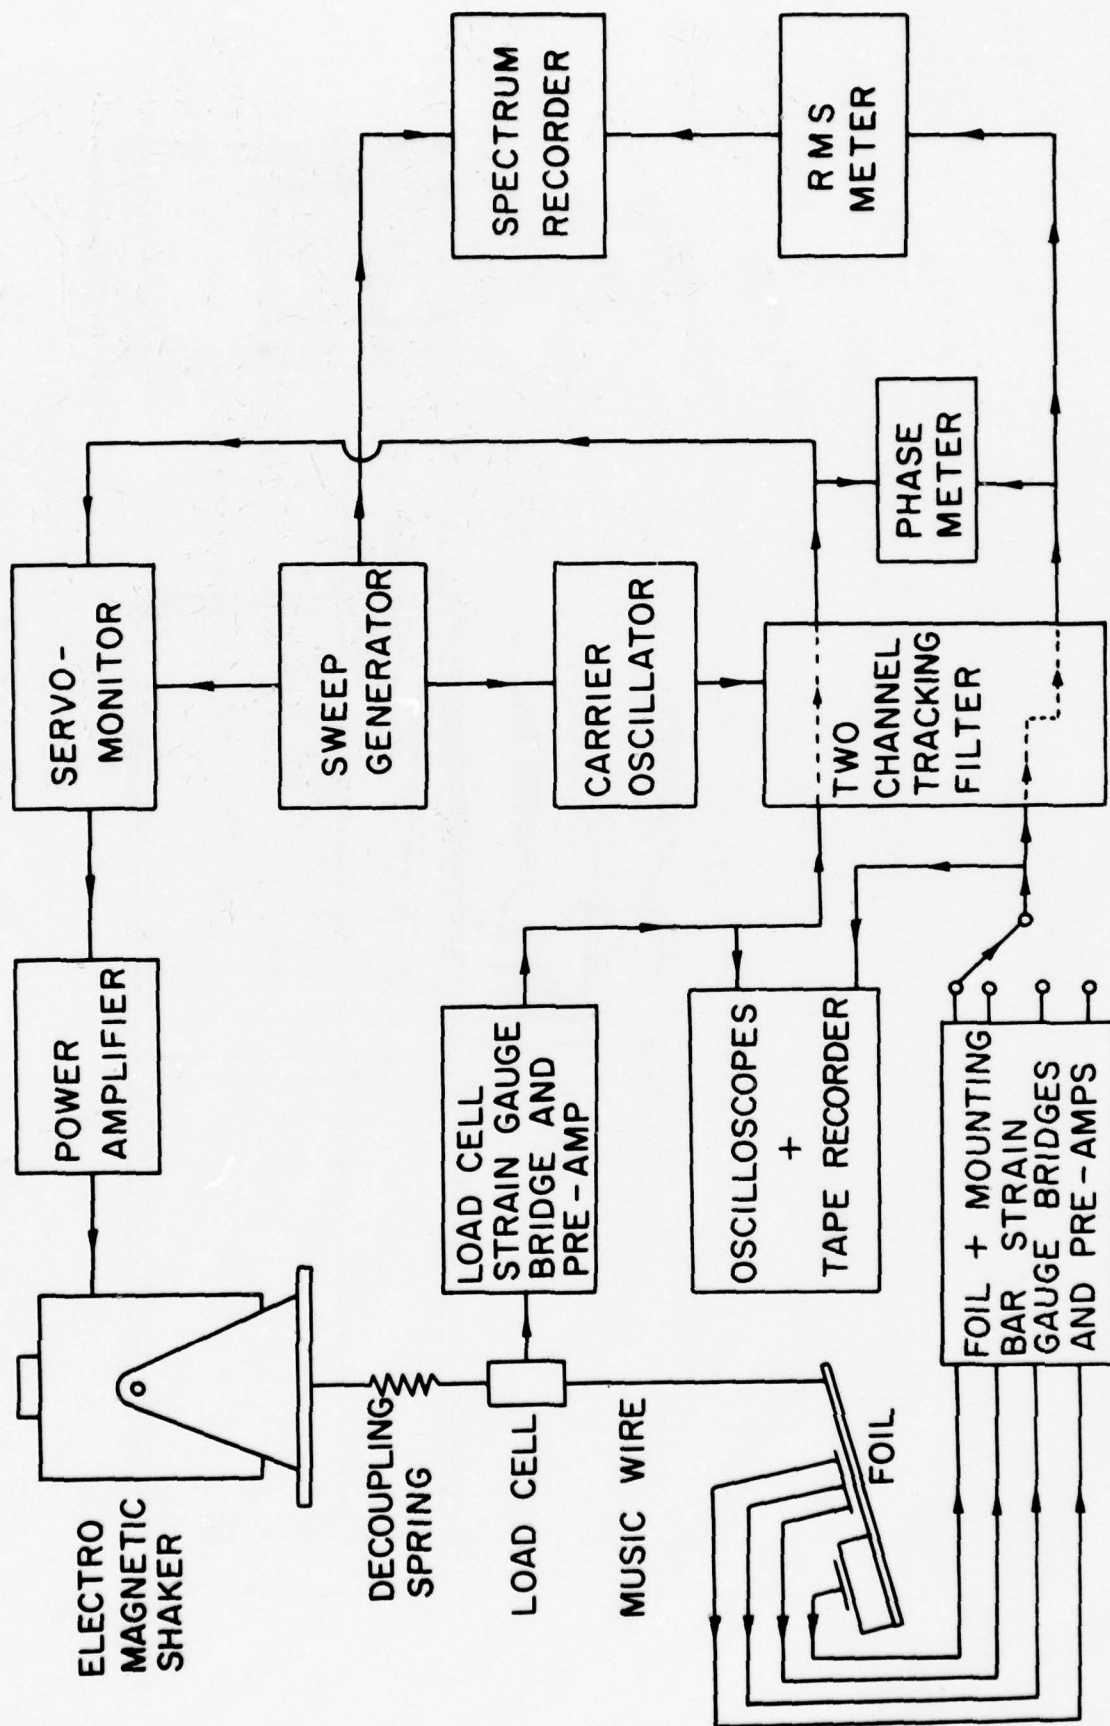 ELECTRO
MAGNETIC
SHAKER
POWER
AMPLIFIER
SERVO-
MONITOR
DECOUPLING
SPRING
SWEEP
GENERATOR
SPECTRUM
RECORDER
LOAD CELL
LOAD CELL
STRAIN GAUGE
BRIDGE AND
PRE-AMP
CARRIER
OSCILLATOR
MUSIC WIRE
OSCILLOSCOPES
+
TAPE RECORDER
TWO
CHANNEL
TRACKING
FILTER
PHASE
METER
RMS
METER
FOIL
FOIL + MOUNTING
BAR STRAIN
GAUGE BRIDGES
AND PRE-AMPS